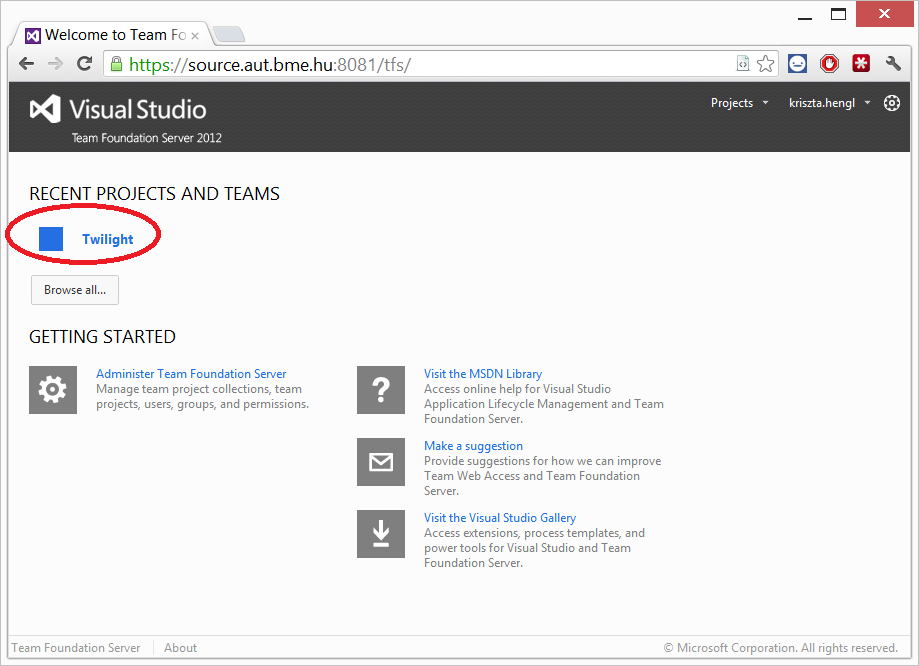 Welcome to Team Fo
https://source.aut.bme.hu:8081/tfs/
Visual Studio
Team Foundation Server 2012
Projects
kriszta.hengl
RECENT PROJECTS AND TEAMS
Twilight
Browse all...
GETTING STARTED
Administer Team Foundation Server
Manage team project collections, team
projects, users, groups, and permissions.
?
Visit the MSDN Library
Access online help for Visual Studio
Application Lifecycle Management and Team
Foundation Server.
Make a suggestion
Provide suggestions for how we can improve
Team Web Access and Team Foundation
Server.
Visit the Visual Studio Gallery
Access extensions, process templates, and
power tools for Visual Studio and Team
Foundation Server.
Team Foundation Server
About
© Microsoft Corporation. All rights reserved.